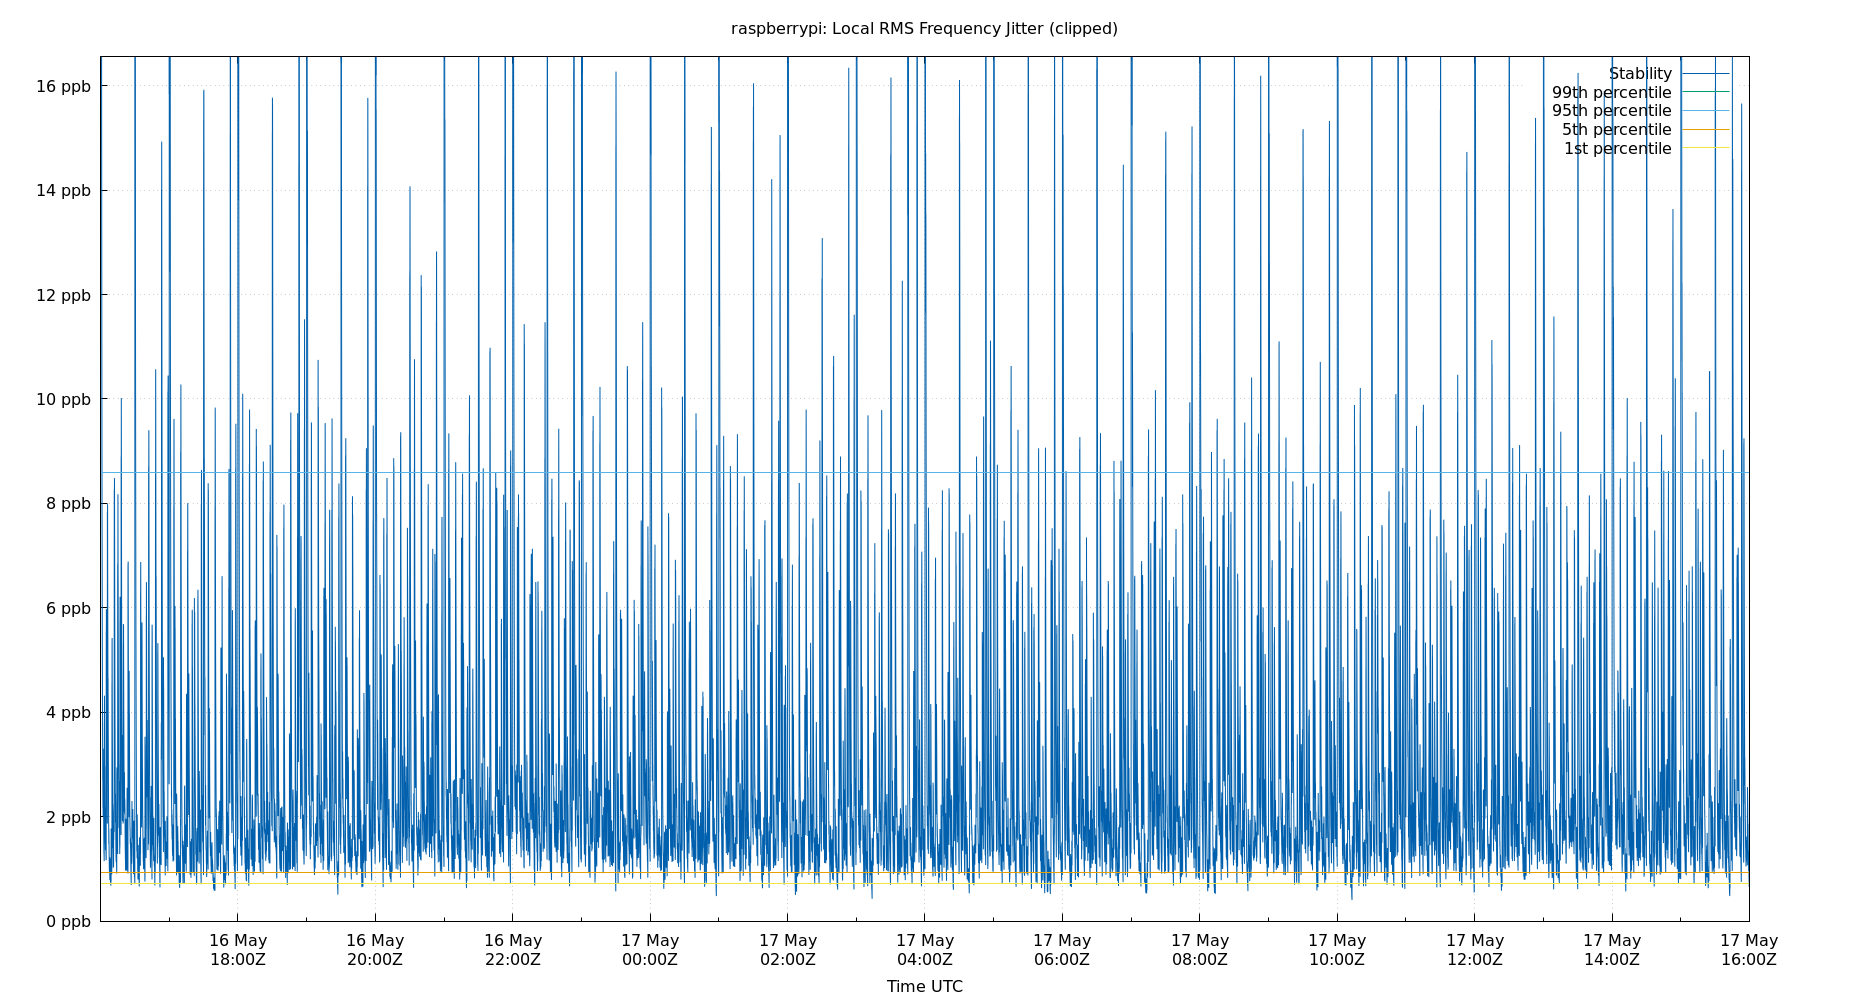 raspberrypi: Local RMS Frequency Jitter (clipped)
16 ppb
14 ppb
12 ppb
10 ppb
8 ppb
6 ppb
4 ppb
2 ppb
0 ppb
Stability
99th percentile
95th percentile
5th percentile
1st percentile
16 May 16 May 16 May 17 May 17 May 17 May 17 May 17 May 17 May 17 May 17 May 17 May
18:00Z 20:00Z 22:00Z 00:00Z 02:00Z 04:00Z 06:00Z 08:00Z 10:00Z 12:00Z 14:00Z 16:00Z
Time UTC